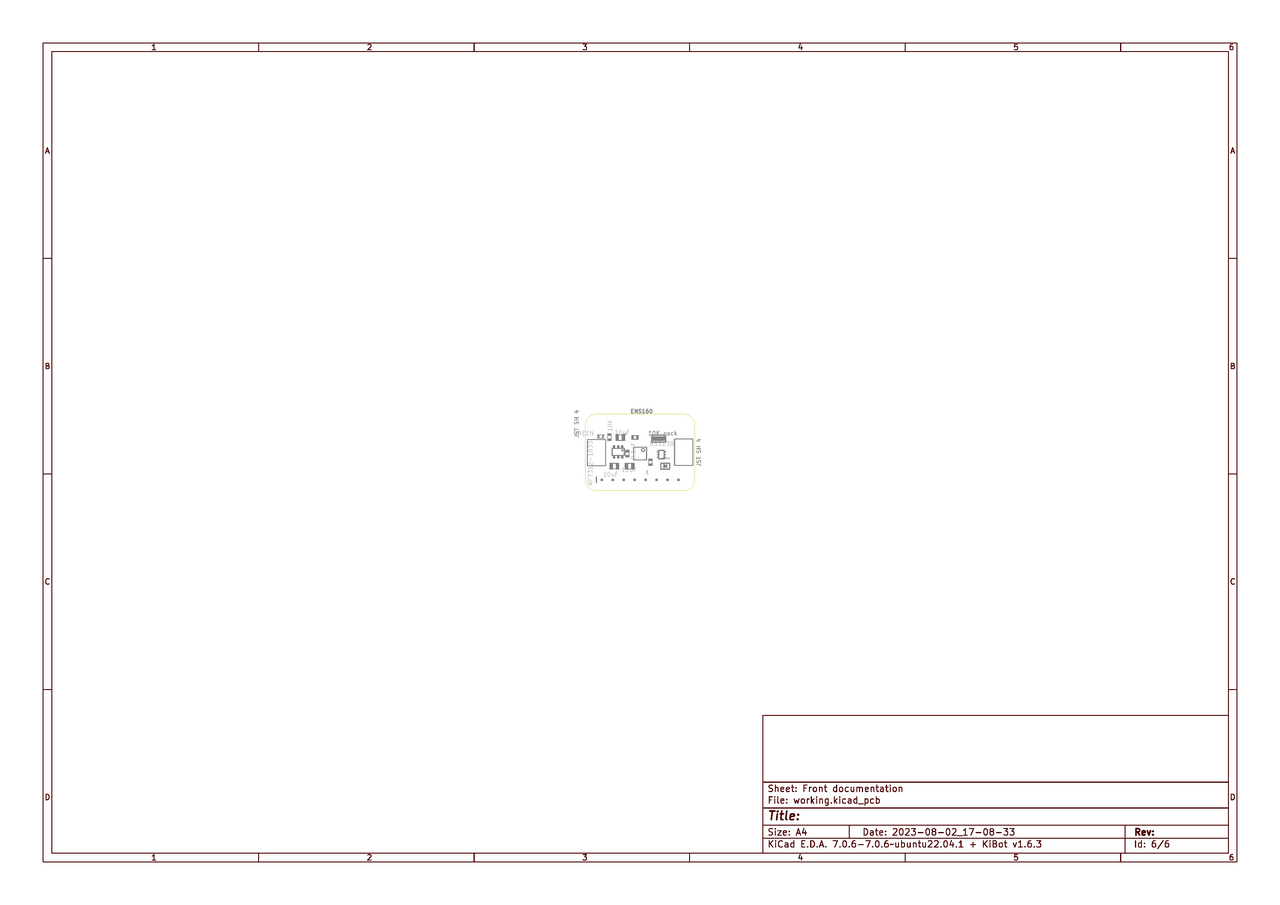 1 2 3 4 5 6
A A
B B
ENS160
JST SH 4
10K
10uF
10K pack
JST SH 4
10uF
C C
D D
Sheet: Front documentation
File: working.kicad_pcb
Title:
Size: A4 Date: 2023-08-02_17-08-33 Rev:
KiCad E.D.A. 7.0.6-7.0.6~ubuntu22.04.1 + KiBot v1.6.3 Id: 6/6
1 2 3 4 5 6